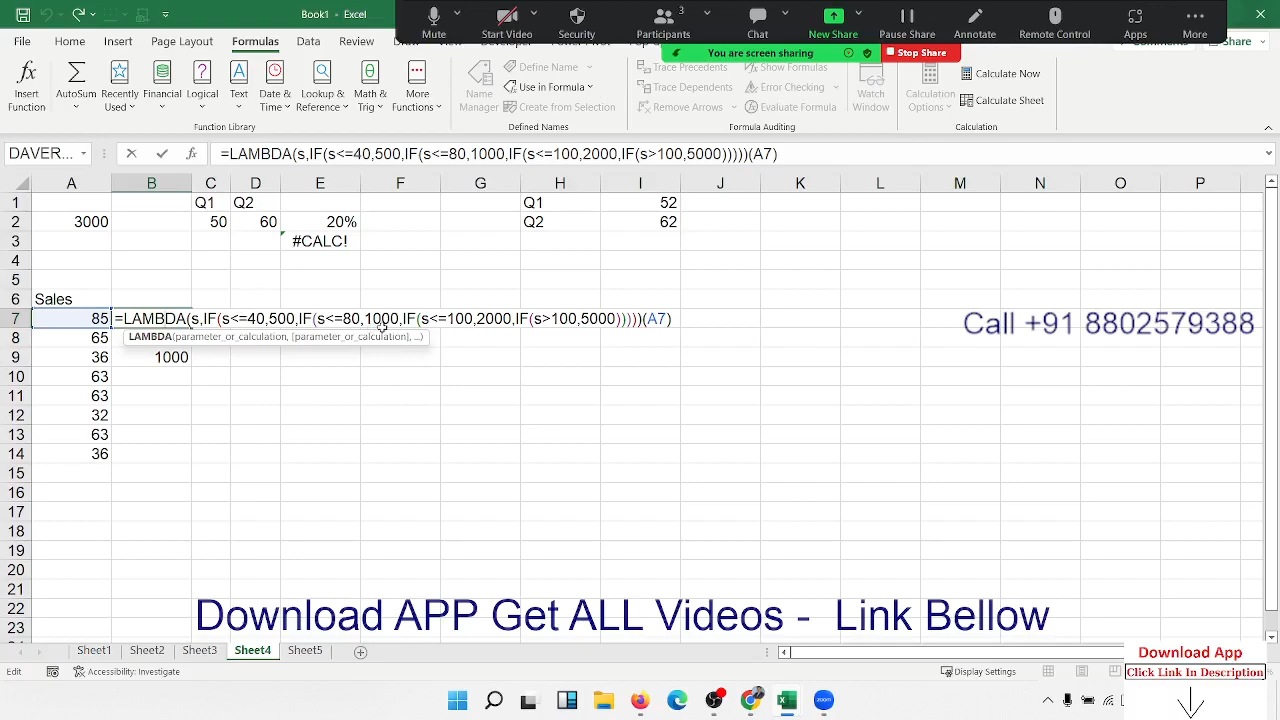 Book1 - Excel
Mute
Start Video
Security
3
Participants
Chat
New Share
Pause Share
Annotate
Remote Control
Apps
More
You are screen sharing
Stop Share
File
Home
Insert
Page Layout
Formulas
Data
Review
Share
Insert
Function
AutoSum
Recently
Used
Financial
Logical
Text
Date &
Time
Lookup &
Reference
Math &
Trig
More
Functions
Function Library
Name
Manager
Define Name
Use in Formula
Create from Selection
Defined Names
Trace Precedents
Trace Dependents
Remove Arrows
Show Formulas
Error Checking
Evaluate Formula
Formula Auditing
Watch
Window
Calculation
Options
Calculate Now
Calculate Sheet
Calculation
DAVER...
fx
=LAMBDA(s,IF(s<=40,500,IF(s<=80,1000,IF(s<=100,2000,IF(s>100,5000)))))(A7)
A B C D E F G H I J K L M N O P
1 Q1 Q2 Q1 52
2 3000 50 60 20% Q2 62
3 #CALC!
4
5
6 Sales
7 85 =LAMBDA(s,IF(s<=40,500,IF(s<=80,1000,IF(s<=100,2000,IF(s>100,5000)))))(A7)
LAMBDA(parameter_or_calculation, [parameter_or_calculation], ...)
8 65
9 36 1000
10 63
11 63
12 32
13 63
14 36
15
16
17
18
19
20
21
22
23
Call +91 8802579388
Download APP Get ALL Videos - Link Bellow
Sheet1
Sheet2
Sheet3
Sheet4
Sheet5
Download App
Click Link In Description
Edit
Accessibility: Investigate
Display Settings
zoom